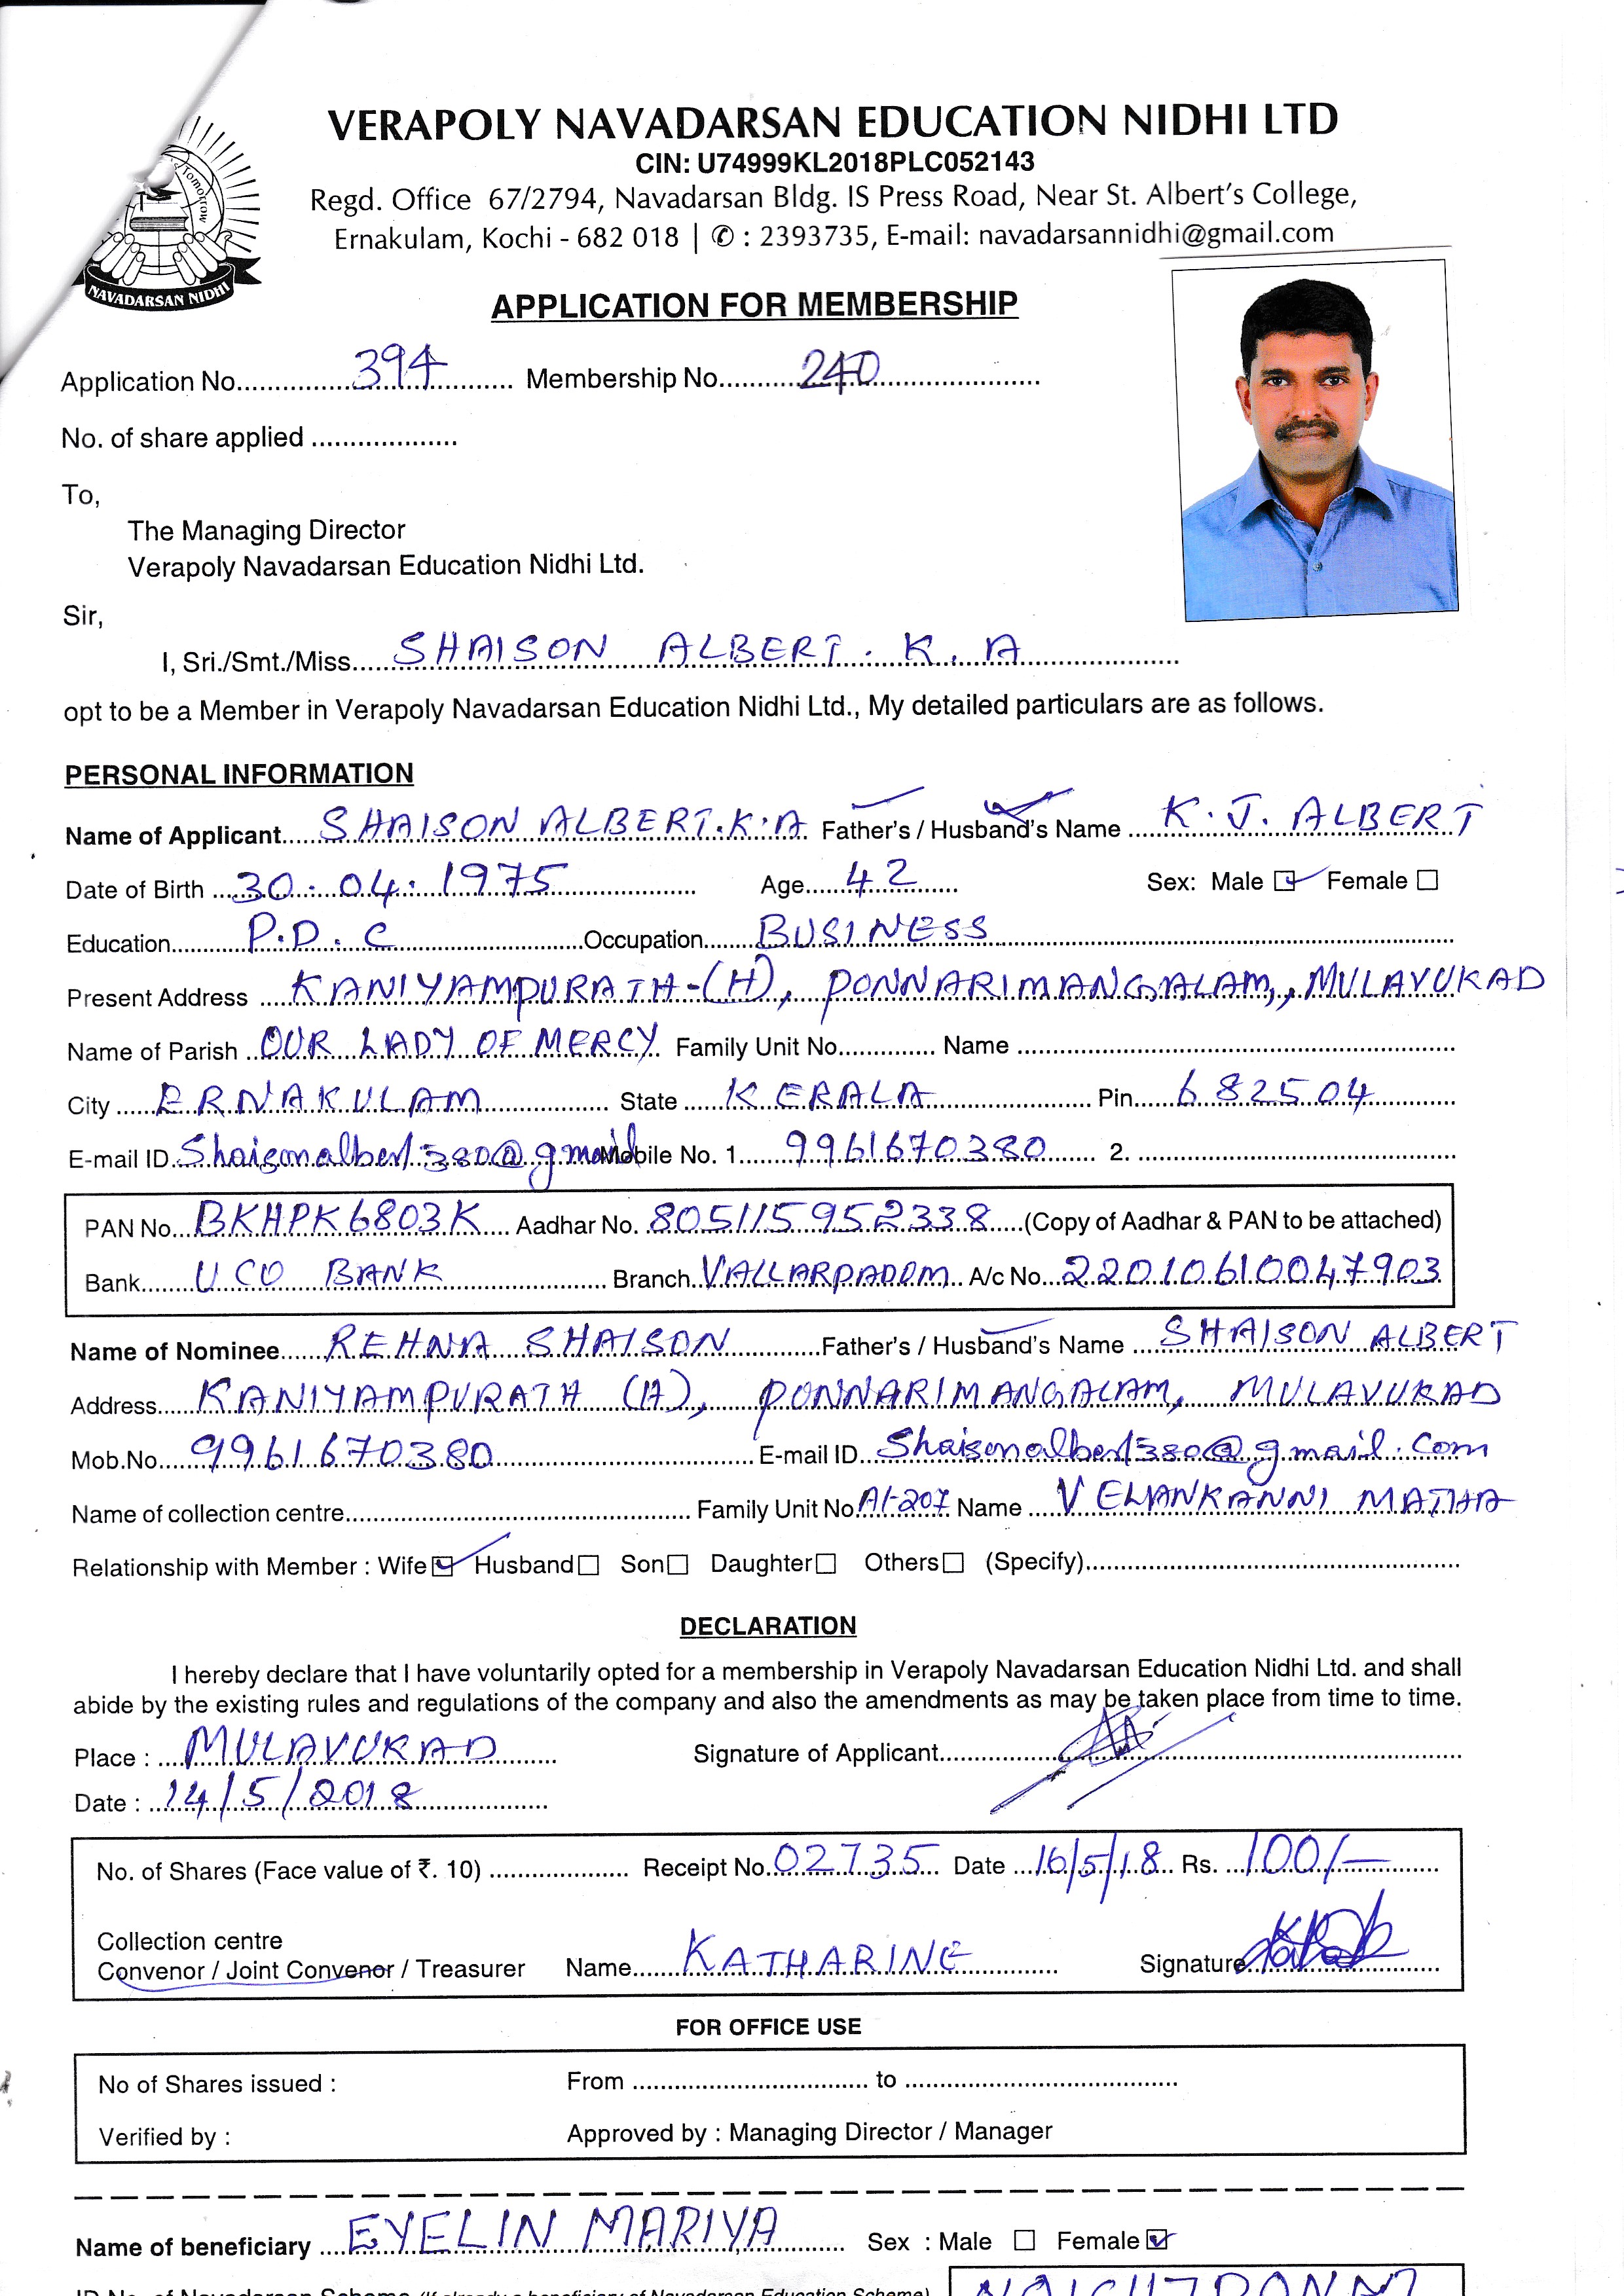 Tomorrow
NAVADARSAN NIDHI
VERAPOLY NAVADARSAN EDUCATION NIDHI LTD
CIN: U74999KL2018PLC052143
Regd. Office 67/2794, Navadarsan Bldg. IS Press Road, Near St. Albert's College,
Ernakulam, Kochi - 682 018 | ✆ : 2393735, E-mail: navadarsannidhi@gmail.com
APPLICATION FOR MEMBERSHIP
Application No. 394 Membership No. 240
No. of share applied
To,
The Managing Director
Verapoly Navadarsan Education Nidhi Ltd.
Sir,
I, Sri./Smt./Miss. SHAISON ALBERT. K. A
opt to be a Member in Verapoly Navadarsan Education Nidhi Ltd., My detailed particulars are as follows.
PERSONAL INFORMATION
Name of Applicant SHAISON ALBERT.K.A Father's / Husband's Name K. J. ALBERT
Date of Birth 30.04.1975 Age 42 Sex: Male ☑ Female ☐
Education P.D.C Occupation BUSINESS
Present Address KANIYAMPURATH-(H), PONNARIMANGALAM, MULAVUKAD
Name of Parish OUR LADY OF MERCY Family Unit No. Name
City ERNAKULAM State KERALA Pin 682504
E-mail ID Shaisonalbert380@gmail Mobile No. 1. 9961670380 2.
PAN No. BKHPK6803K Aadhar No. 805115952338 (Copy of Aadhar & PAN to be attached)
Bank UCO BANK Branch VALLARPADOM A/c No. 22010610047903
Name of Nominee REHNA SHAISON Father's / Husband's Name SHAISON ALBERT
Address KANIYAMPURATH (H), PONNARIMANGALAM, MULAVUKAD
Mob.No. 9961670380 E-mail ID Shaisonalbert380@gmail.com
Name of collection centre Family Unit No. A1-207 Name VELANKANNI MATHA
Relationship with Member : Wife ☑ Husband ☐ Son ☐ Daughter ☐ Others ☐ (Specify)
DECLARATION
I hereby declare that I have voluntarily opted for a membership in Verapoly Navadarsan Education Nidhi Ltd. and shall
abide by the existing rules and regulations of the company and also the amendments as may be taken place from time to time.
Place : MULAVUKAD Signature of Applicant
Date : 14/5/2018
No. of Shares (Face value of ₹. 10) Receipt No. 02735 Date 16/5/18 Rs. 100/-
Collection centre
Convenor / Joint Convenor / Treasurer Name KATHARINE Signature
FOR OFFICE USE
No of Shares issued : From to
Verified by : Approved by : Managing Director / Manager
Name of beneficiary EVELIN MARIYA Sex : Male ☐ Female ☑
ID No. of Navadarsan Scheme (If already a beneficiary of Navadarsan Education Scheme)